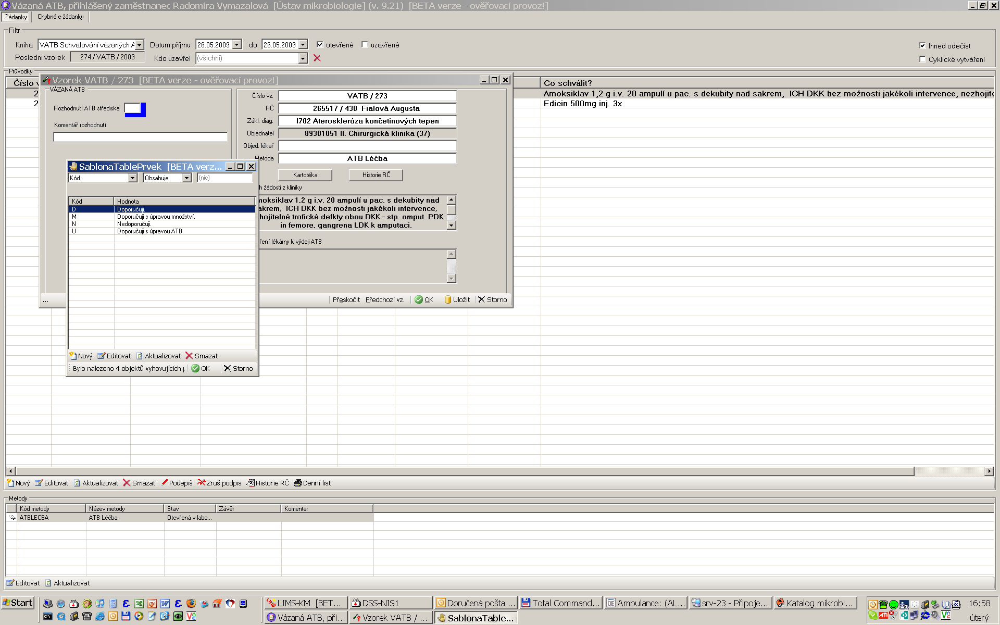 Vázaná ATB, přihlášený zaměstnanec Radomíra Vymazalová [Ústav mikrobiologie] (v. 9.21) [BETA verze - ověřovací provoz!]
Žádanky Chybné e-žádanky
Filtr
Kniha VATB Schvalování vázaných A Datum příjmu 26.05.2009 do 26.05.2009 otevřené uzavřené Ihned odečíst
Posledni vzorek 274 / VATB / 2009 Kdo uzavřel (všichni) Cyklické vytváření
Průvodky
Číslo v Co schválit?
2 Amoksiklav 1,2 g i.v. 20 ampulí u pac. s dekubity nad sakrem, ICH DKK bez možnosti jakékoli intervence, nezhojite
2 Edicin 500mg inj. 3x
Vzorek VATB / 273 [BETA verze - ověřovací provoz!]
VÁZANÁ ATB
Rozhodnutí ATB střediska
Komentář rozhodnutí
Číslo vz. VATB / 273
RČ 265517 / 430 Fialová Augusta
Zákl. diag. I702 Ateroskleróza končetinových tepen
Objednatel 89301051 II. Chirurgická klinika (37)
Objed. lékař
Metoda ATB Léčba
Kartotéka Historie RČ
h žádosti z kliniky
moksiklav 1,2 g i.v. 20 ampulí u pac. s dekubity nad
akrem, ICH DKK bez možnosti jakékoli intervence,
hojitelné trofické defkty obou DKK - stp. amput. PDK
in femore, gangrena LDK k amputaci.
ření lékárny k výdeji ATB
... Přeskočit Předchozí vz. OK Uložit Storno
SablonaTablePrvek [BETA verz...
Kód Obsahuje (nic)
Kód Hodnota
D Doporučuji.
M Doporučuji s úpravou množství.
N Nedoporučuji.
U Doporučuji s úpravou ATB.
Nový Editovat Aktualizovat Smazat
Bylo nalezeno 4 objektů vyhovujících p OK Storno
Nový Editovat Aktualizovat Smazat Podepiš Zruš podpis Historie RČ Denní list
Metody
Kód metody Název metody Stav Závěr Komentar
ATBLECBA ATB Léčba Otevřená v labo...
Editovat Aktualizovat
Start LIMS-KM [BET... DSS-NIS1 Doručená pošta ... Total Command... Ambulance: (AL... srv-23 - Připoje... Katalog mikrobi... 16:58
Vázaná ATB, při... Vzorek VATB / ... SablonaTable... úterý